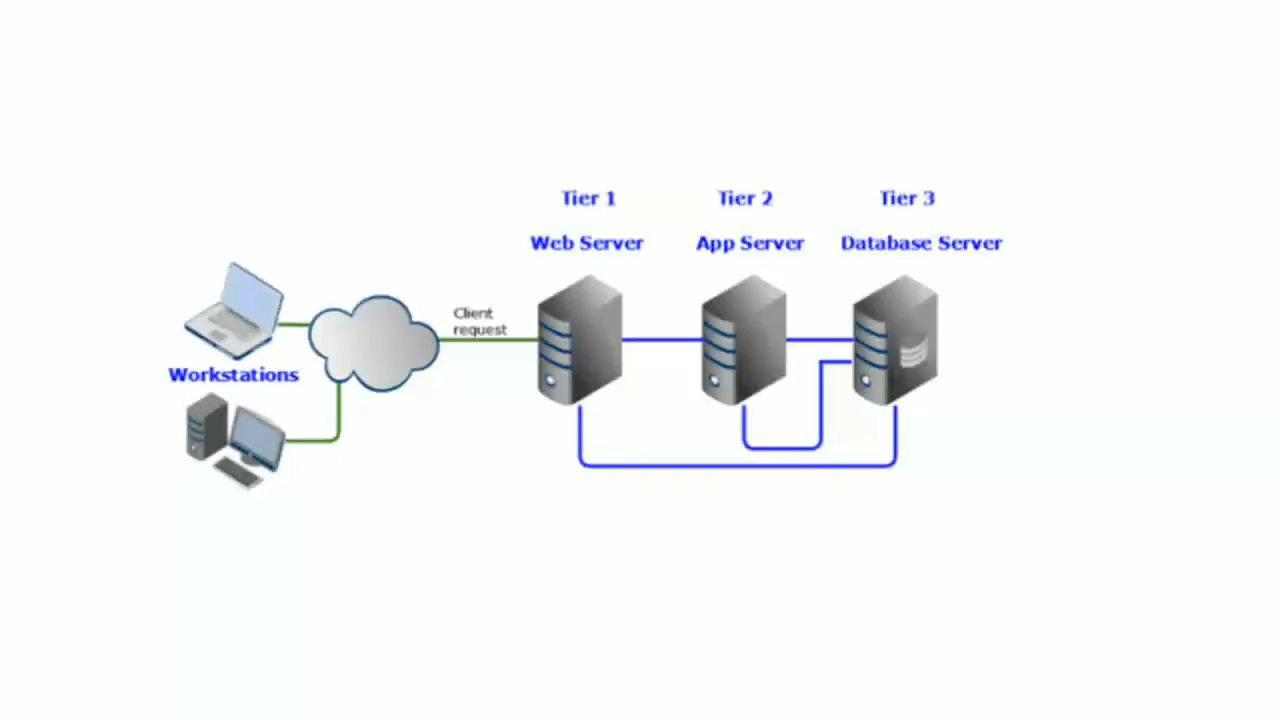 Tier 1
Tier 2
Tier 3
Web Server
App Server
Database Server
Client
request
Workstations